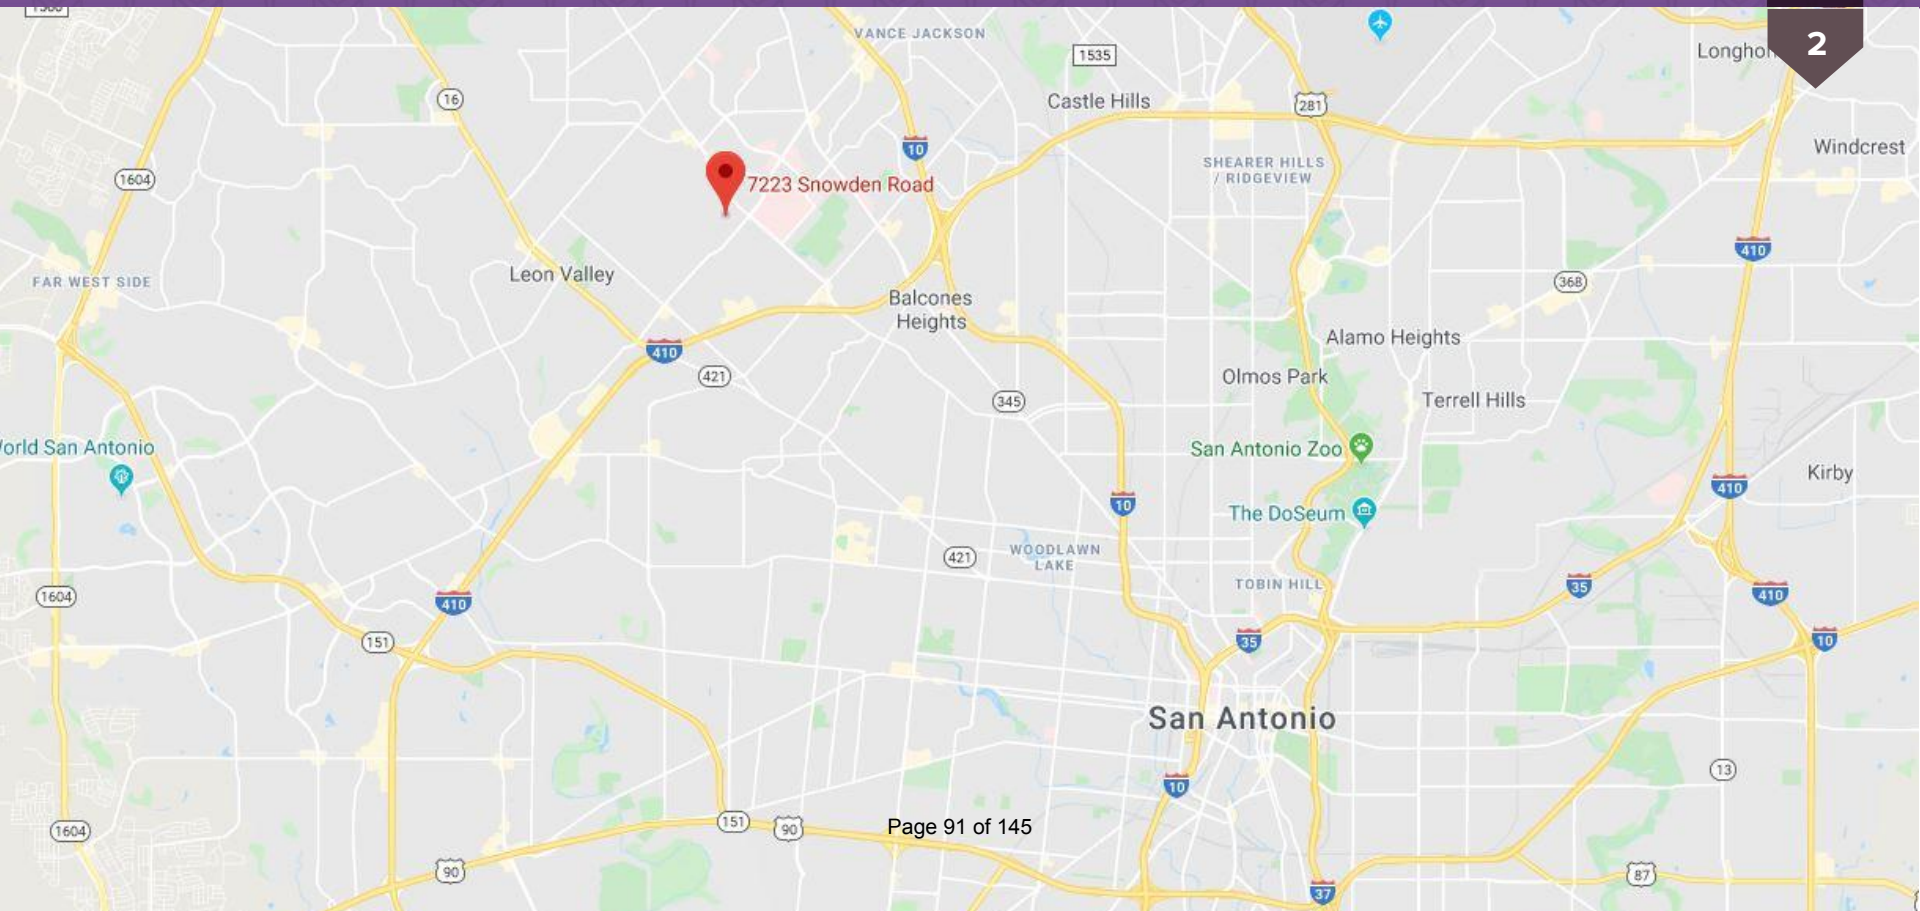 VANCE JACKSON
1535
2
Longho
16
Castle Hills
281
10
Windcrest
SHEARER HILLS
/ RIDGEVIEW
1604
7223 Snowden Road
410
FAR WEST SIDE
Leon Valley
368
Balcones
Heights
Alamo Heights
410
421
Olmos Park
345
Terrell Hills
World San Antonio
San Antonio Zoo
Kirby
410
10
The DoSeum
421
WOODLAWN
LAKE
TOBIN HILL
35
410
1604
410
151
35
10
San Antonio
13
10
1604
151
90
Page 91 of 145
90
87
37